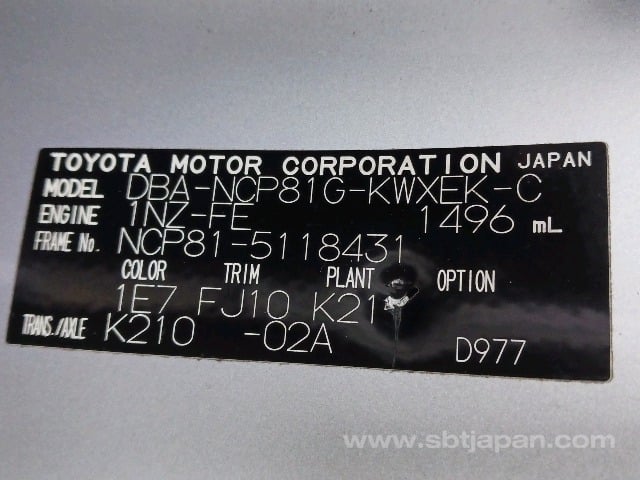 TOYOTA MOTOR CORPORATION JAPAN
MODEL DBA-NCP81G-KWXEK-C
ENGINE 1NZ-FE 1496 mL
FRAME No. NCP81-5118431
COLOR TRIM PLANT OPTION
1E7 FJ10 K21
TRANS./AXLE K210 -02A D977
www.sbtjapan.com